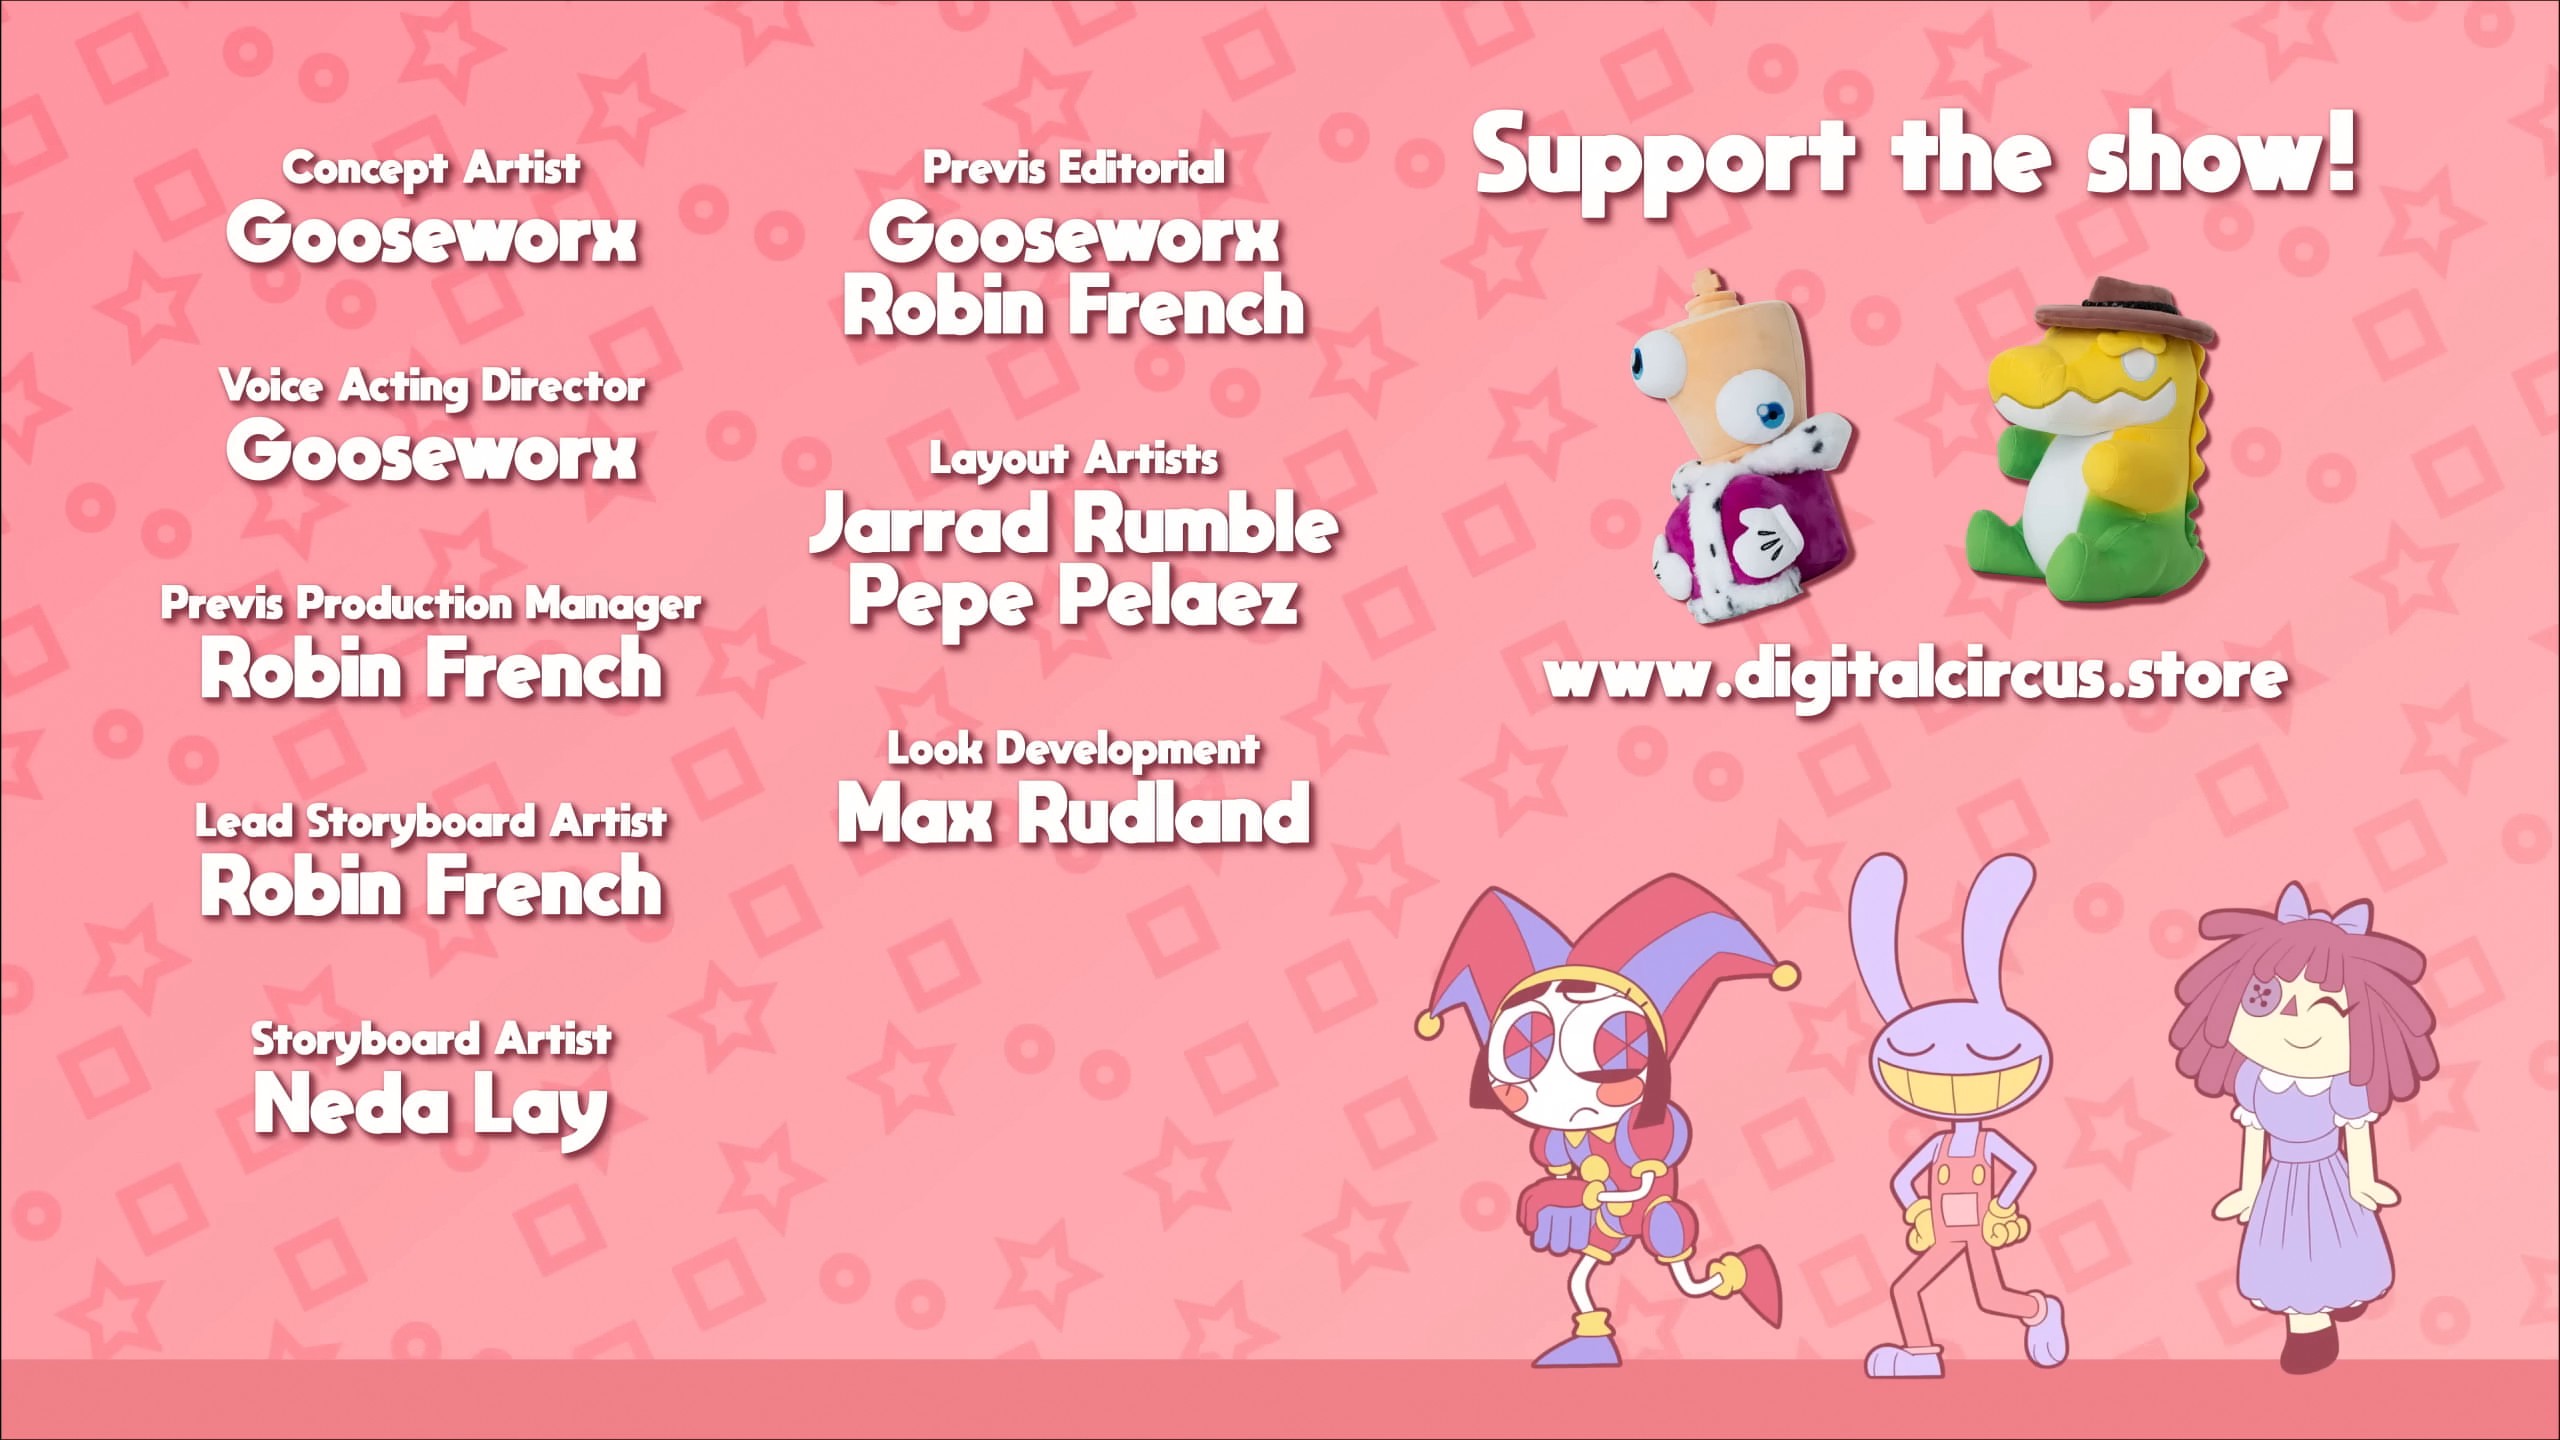 Concept Artist
Gooseworx
Voice Acting Director
Gooseworx
Previs Production Manager
Robin French
Lead Storyboard Artist
Robin French
Storyboard Artist
Neda Lay
Previs Editorial
Gooseworx
Robin French
Layout Artists
Jarrad Rumble
Pepe Pelaez
Look Development
Max Rudland
Support the show!
www.digitalcircus.store